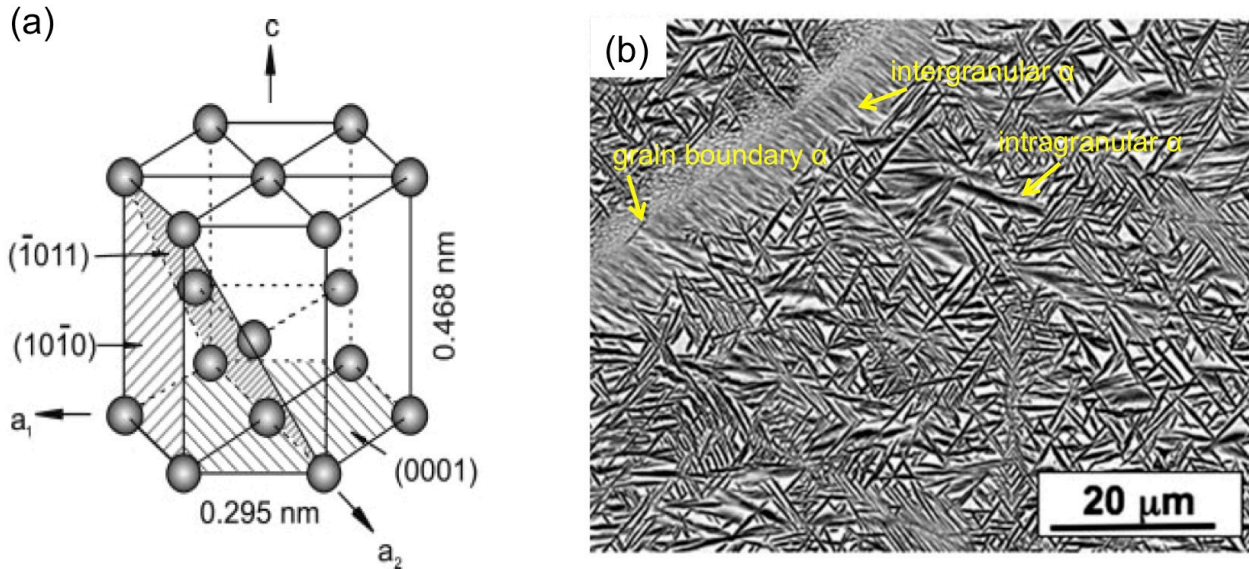 (a)
c
(1̄011)
(101̄0)
a₁
0.468 nm
(0001)
0.295 nm
a₂
(b)
intergranular α
intragranular α
grain boundary α
20 μm